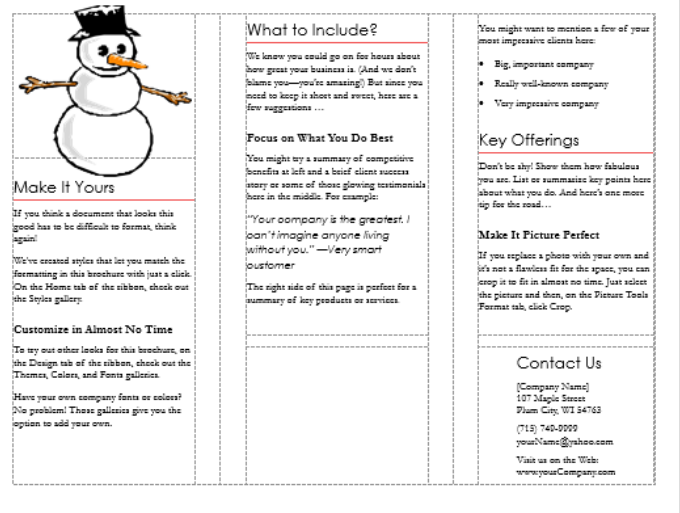 Make It Yours
If you think a document that looks this
good has to be difficult to format, think
again!
We've created styles that let you match the
formatting in this brochure with just a click.
On the Home tab of the ribbon, check out
the Styles gallery.
Customize in Almost No Time
To try out other looks for this brochure, on
the Design tab of the ribbon, check out the
Themes, Colors, and Fonts galleries.
Have your own company fonts or colors?
No problem! Those galleries give you the
option to add your own.
What to Include?
We know you could go on for hours about
how great your business is. (And we don't
blame you—you're amazing!) But since you
need to keep it short and sweet, here are a
few suggestions …
Focus on What You Do Best
You might try a summary of competitive
benefits at left and a brief client success
story or some of those glowing testimonials
here in the middle. For example:
"Your company is the greatest. I
can't imagine anyone living
without you." —Very smart
customer
The right side of this page is perfect for a
summary of key products or services.
You might want to mention a few of your
most impressive clients here:
• Big, important company
• Really well-known company
• Very impressive company
Key Offerings
Don't be shy! Show them how fabulous
you are. List or summarize key points here
about what you do. And here's one more
tip for the road…
Make It Picture Perfect
If you replace a photo with your own and
it's not a flawless fit for the space, you can
crop it to fit in almost no time. Just select
the picture and then, on the Picture Tools
Format tab, click Crop.
Contact Us
[Company Name]
107 Maple Street
Plum City, WI 54763
(715) 749-9999
yourName@yahoo.com
Visit us on the Web:
www.yourCompany.com